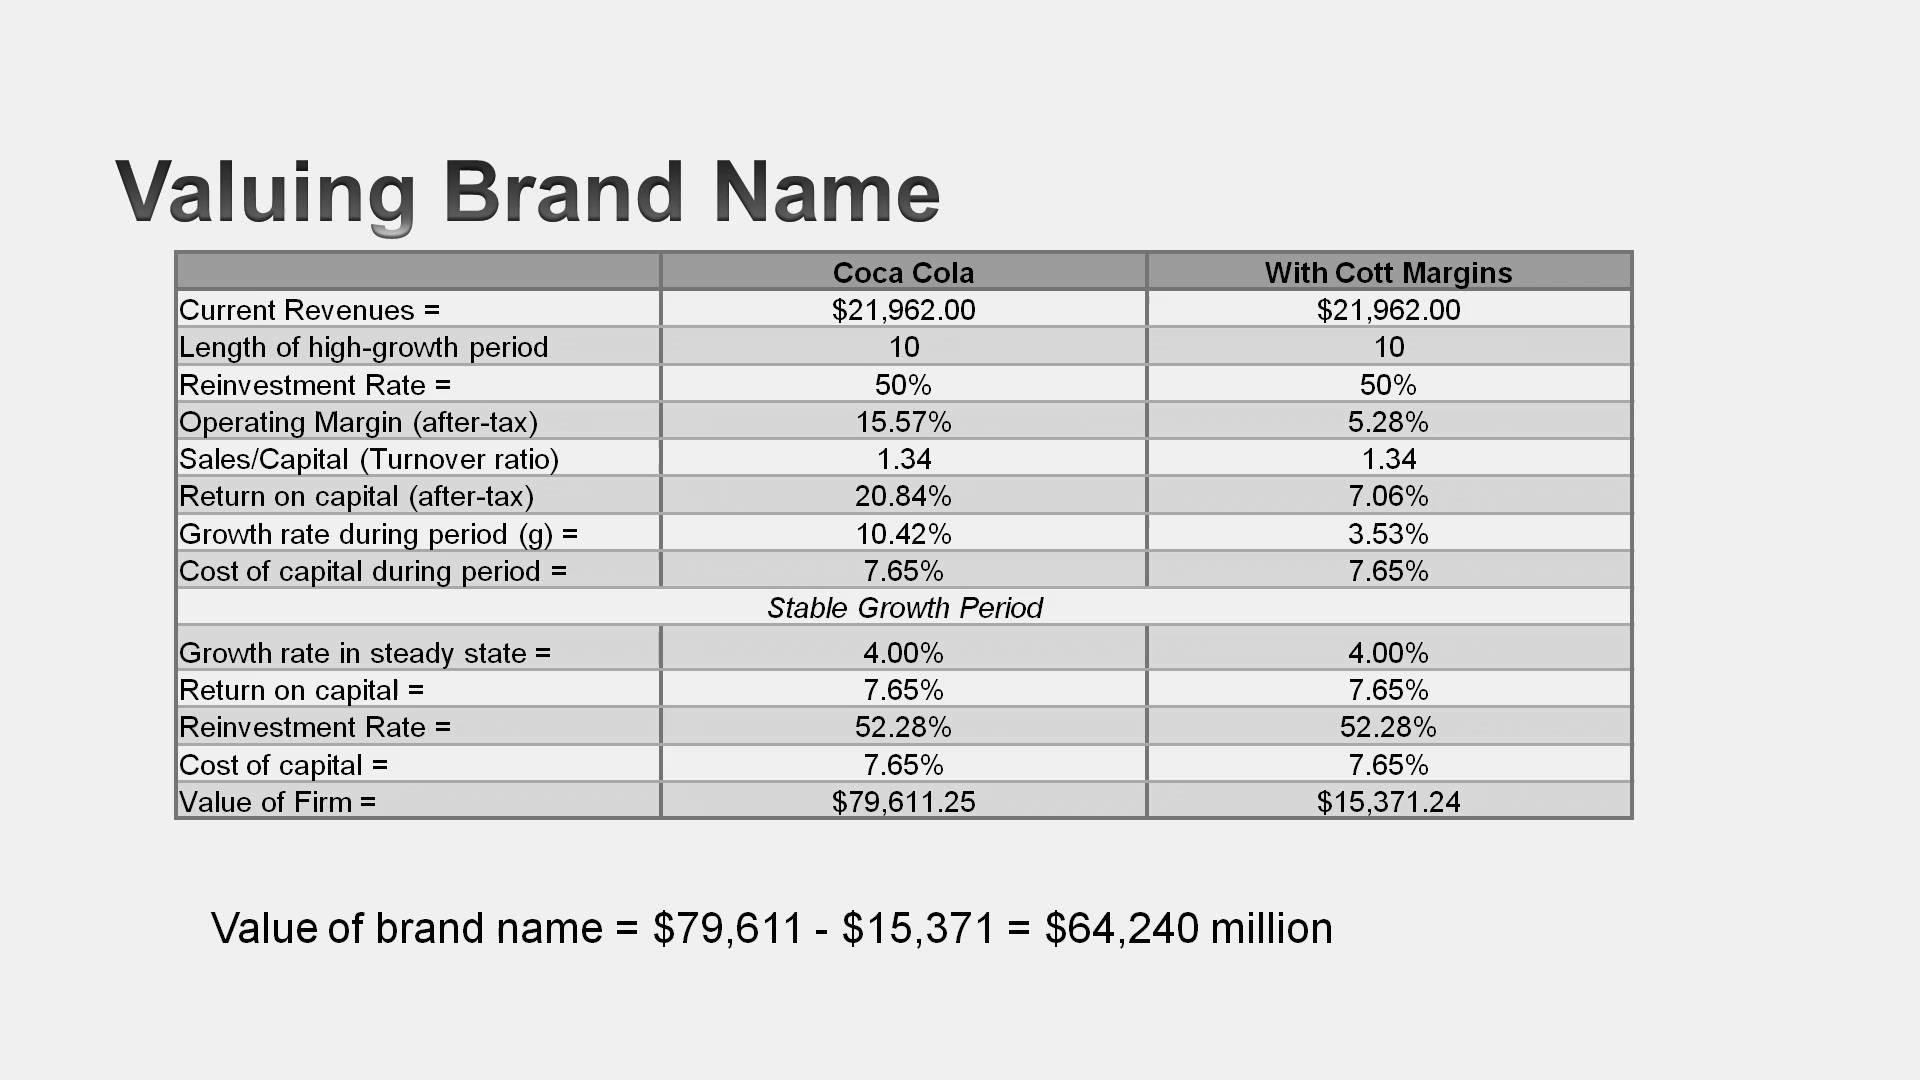 Valuing Brand Name
Coca Cola With Cott Margins
Current Revenues = $21,962.00 $21,962.00
Length of high-growth period 10 10
Reinvestment Rate = 50% 50%
Operating Margin (after-tax) 15.57% 5.28%
Sales/Capital (Turnover ratio) 1.34 1.34
Return on capital (after-tax) 20.84% 7.06%
Growth rate during period (g) = 10.42% 3.53%
Cost of capital during period = 7.65% 7.65%
Stable Growth Period
Growth rate in steady state = 4.00% 4.00%
Return on capital = 7.65% 7.65%
Reinvestment Rate = 52.28% 52.28%
Cost of capital = 7.65% 7.65%
Value of Firm = $79,611.25 $15,371.24
Value of brand name = $79,611 - $15,371 = $64,240 million